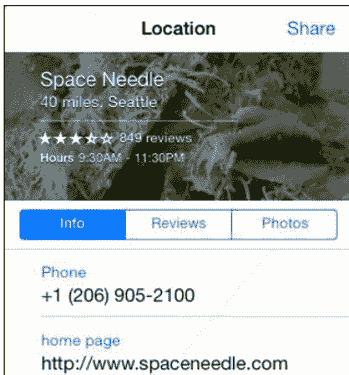 Location
Share
Space Needle
40 miles, Seattle
849 reviews
Hours 9:30AM - 11:30PM
Info
Reviews
Photos
Phone
+1 (206) 905-2100
home page
http://www.spaceneedle.com